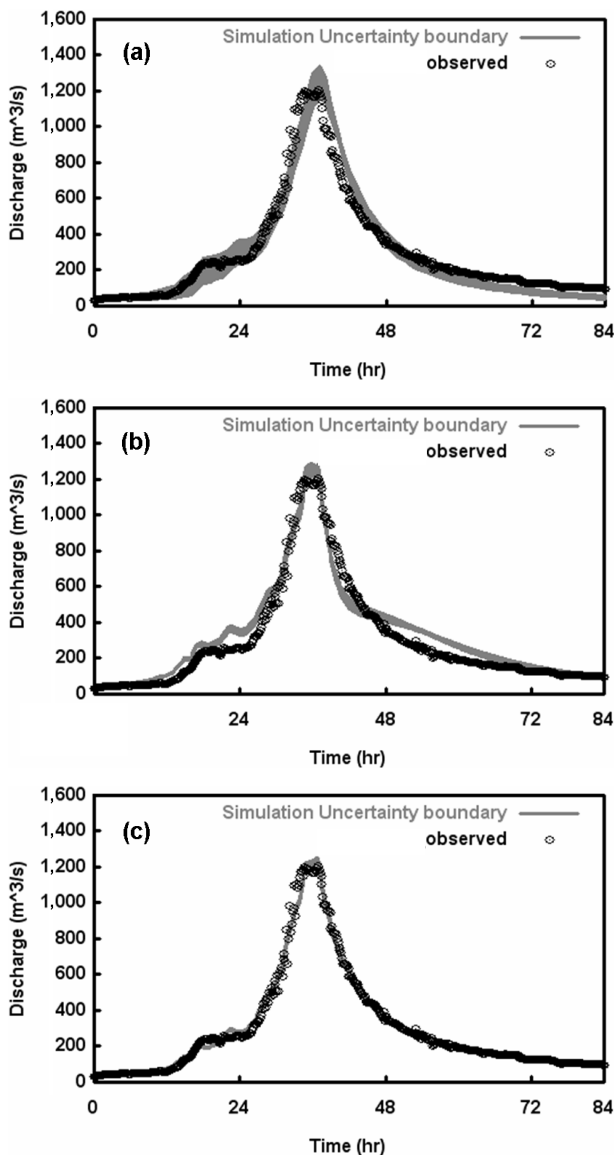 1,600
(a)
Simulation Uncertainty boundary
1,400
observed
1,200
1,000
800
600
400
200
0
Discharge (m^3/s)
0 24 48 72 84
Time (hr)
1,600
(b)
Simulation Uncertainty boundary
1,400
observed
1,200
1,000
800
600
400
200
0
Discharge (m^3/s)
0 24 48 72 84
Time (hr)
1,600
(c)
Simulation Uncertainty boundary
1,400
observed
1,200
1,000
800
600
400
200
0
Discharge (m^3/s)
0 24 48 72 84
Time (hr)